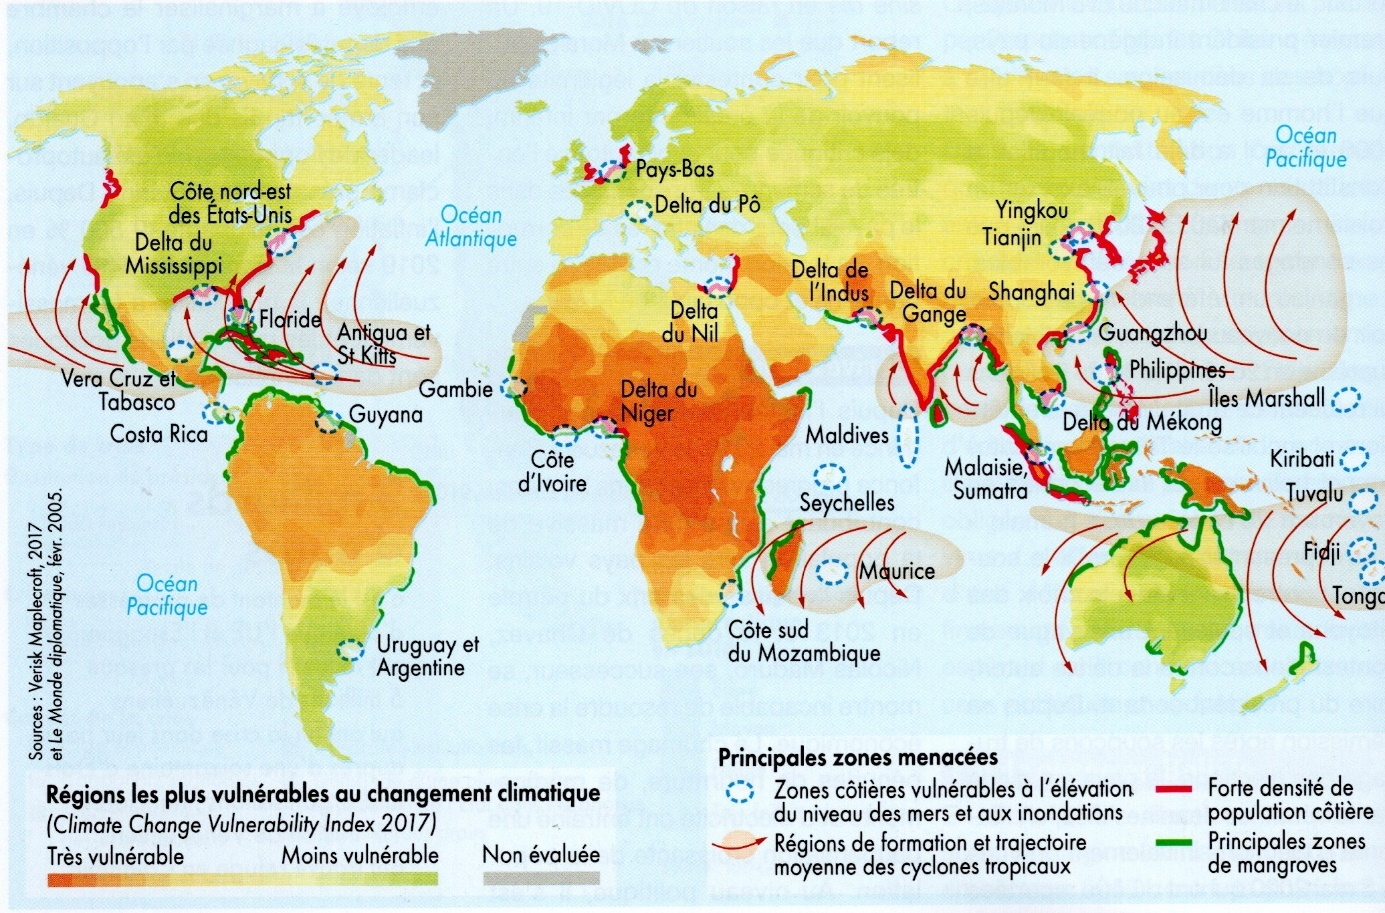 Océan
Pacifique
Pays-Bas
Côte nord-est
des États-Unis
Delta du Pô
Océan
Atlantique
Yingkou
Tianjin
Delta du
Mississippi
Delta de
l'Indus
Delta du
Gange
Shanghai
Delta
du Nil
Floride
Antigua et
St Kitts
Guangzhou
Philippines
Vera Cruz et
Tabasco
Gambie
Delta du
Niger
Îles Marshall
Guyana
Delta du Mékong
Costa Rica
Maldives
Côte
d'Ivoire
Malaisie,
Sumatra
Kiribati
Tuvalu
Seychelles
Fidji
Maurice
Tonga
Océan
Pacifique
Côte sud
du Mozambique
Uruguay et
Argentine
Sources : Verisk Maplecroft, 2017
et Le Monde diplomatique, févr. 2005.
Régions les plus vulnérables au changement climatique
(Climate Change Vulnerability Index 2017)
Très vulnérable
Moins vulnérable
Non évaluée
Principales zones menacées
Zones côtières vulnérables à l'élévation
du niveau des mers et aux inondations
Régions de formation et trajectoire
moyenne des cyclones tropicaux
Forte densité de
population côtière
Principales zones
de mangroves